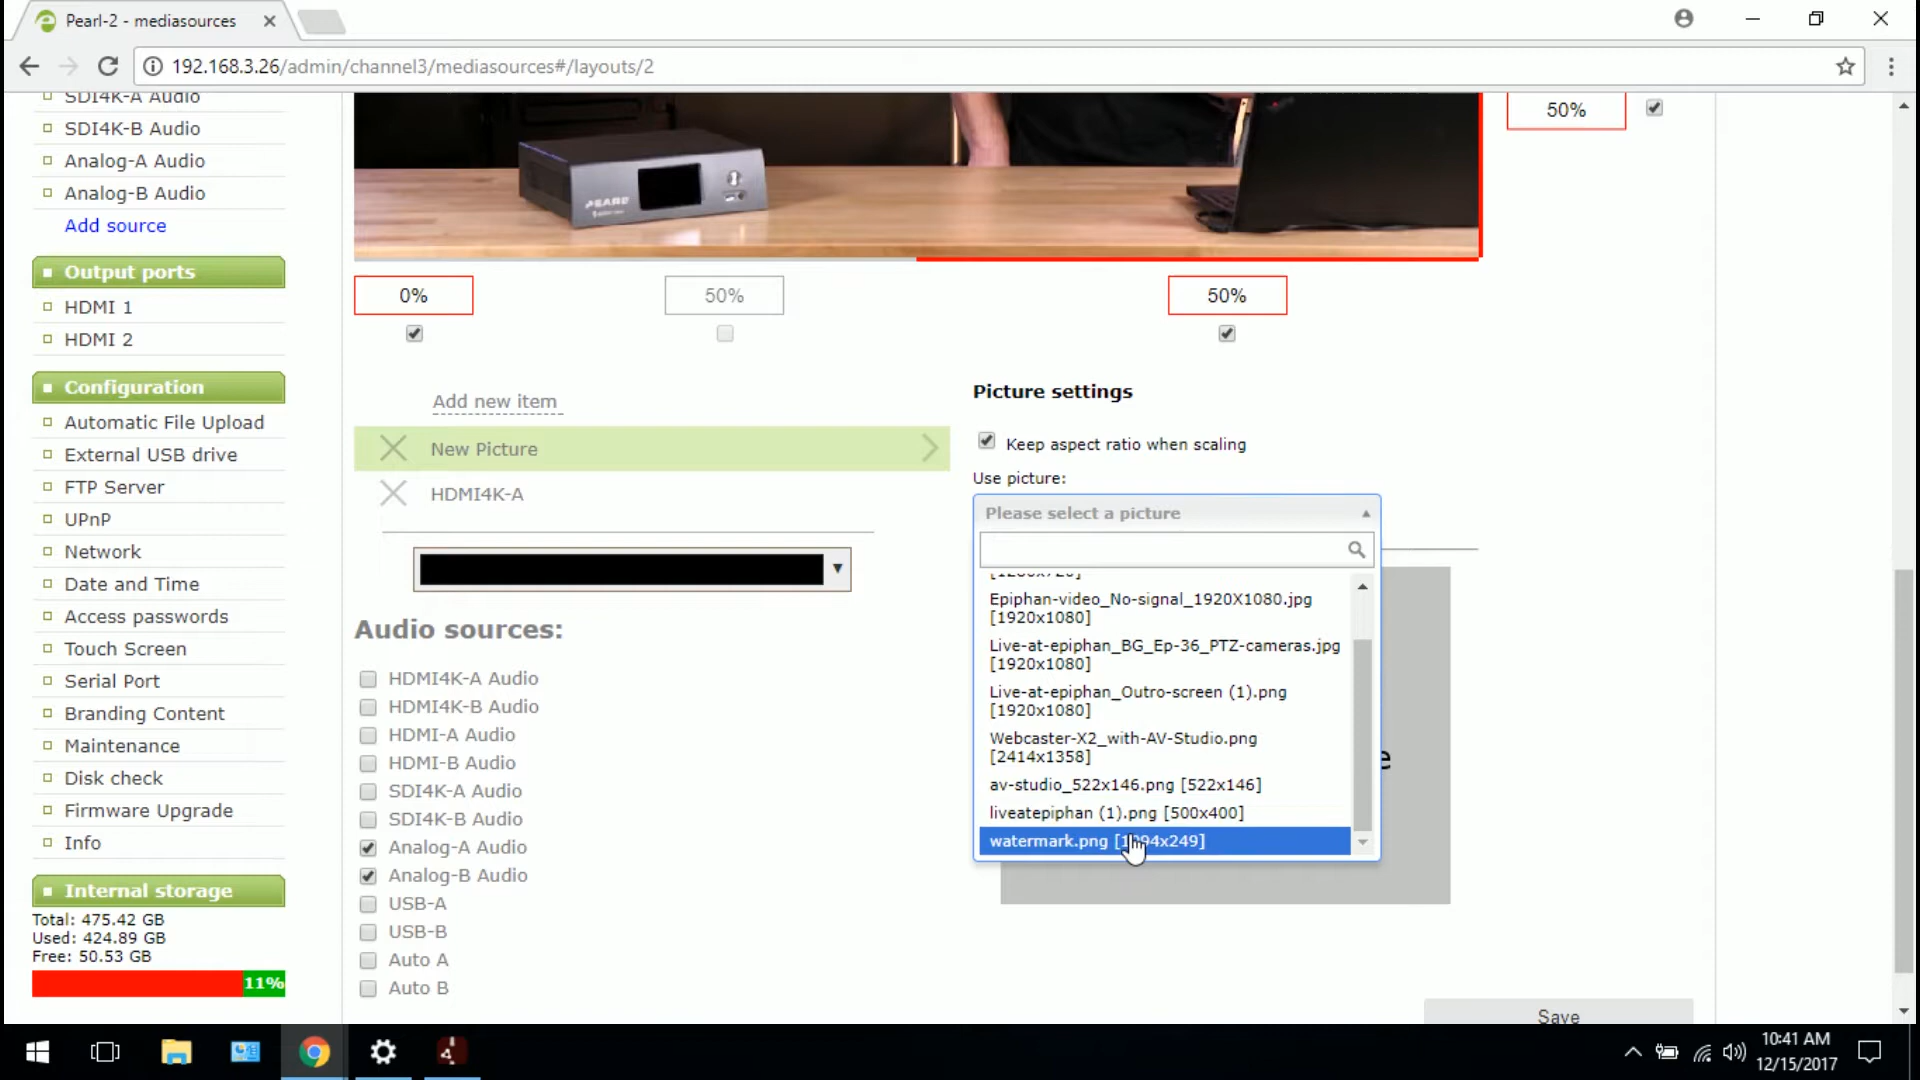 Pearl-2 - mediasources
192.168.3.26/admin/channel3/mediasources#/layouts/2
SDI4K-A Audio
SDI4K-B Audio
Analog-A Audio
Analog-B Audio
Add source
Output ports
HDMI 1
HDMI 2
Configuration
Automatic File Upload
External USB drive
FTP Server
UPnP
Network
Date and Time
Access passwords
Touch Screen
Serial Port
Branding Content
Maintenance
Disk check
Firmware Upgrade
Info
Internal storage
Total: 475.42 GB
Used: 424.89 GB
Free: 50.53 GB
11%
PEARL
50%
0%
50%
50%
Add new item
New Picture
HDMI4K-A
Audio sources:
HDMI4K-A Audio
HDMI4K-B Audio
HDMI-A Audio
HDMI-B Audio
SDI4K-A Audio
SDI4K-B Audio
Analog-A Audio
Analog-B Audio
USB-A
USB-B
Auto A
Auto B
Picture settings
Keep aspect ratio when scaling
Use picture:
Please select a picture
Epiphan-video_No-signal_1920X1080.jpg
[1920x1080]
Live-at-epiphan_BG_Ep-36_PTZ-cameras.jpg
[1920x1080]
Live-at-epiphan_Outro-screen (1).png
[1920x1080]
Webcaster-X2_with-AV-Studio.png
[2414x1358]
av-studio_522x146.png [522x146]
liveatepiphan (1).png [500x400]
watermark.png
e
Save
10:41 AM
12/15/2017